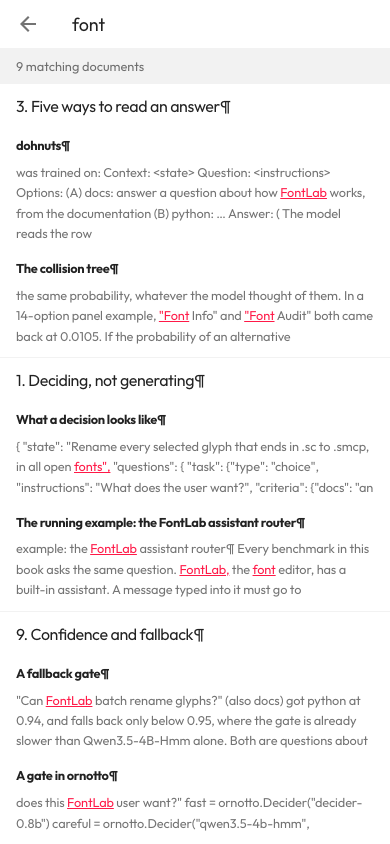 font
9 matching documents
3. Five ways to read an answer¶
dohnuts¶
was trained on: Context: <state> Question: <instructions>
Options: (A) docs: answer a question about how FontLab works,
from the documentation (B) python: ... Answer: ( The model
reads the row
The collision tree¶
the same probability, whatever the model thought of them. In a
14-option panel example, "Font Info" and "Font Audit" both came
back at 0.0105. If the probability of an alternative
1. Deciding, not generating¶
What a decision looks like¶
{ "state": "Rename every selected glyph that ends in .sc to .smcp,
in all open fonts", "questions": { "task": {"type": "choice",
"instructions": "What does the user want?", "criteria": {"docs": "an
The running example: the FontLab assistant router¶
example: the FontLab assistant router¶ Every benchmark in this
book asks the same question. FontLab, the font editor, has a
built-in assistant. A message typed into it must go to
9. Confidence and fallback¶
A fallback gate¶
"Can FontLab batch rename glyphs?" (also docs) got python at
0.94, and falls back only below 0.95, where the gate is already
slower than Qwen3.5-4B-Hmm alone. Both are questions about
A gate in ornotto¶
does this FontLab user want?" fast = ornotto.Decider("decider-
0.8b") careful = ornotto.Decider("qwen3.5-4b-hmm",